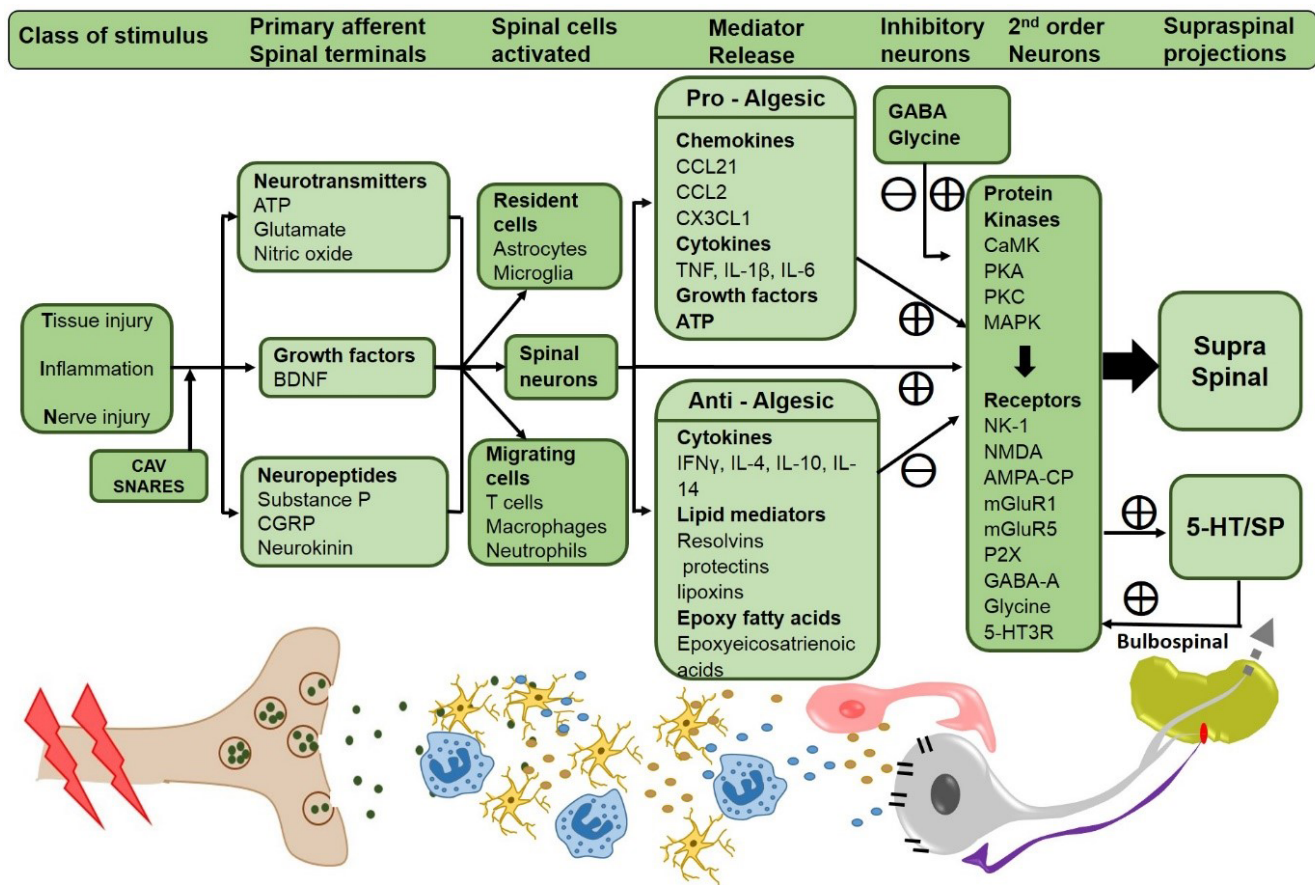 Class of stimulus
Primary afferent
Spinal terminals
Spinal cells
activated
Mediator
Release
Inhibitory
neurons
2nd order
Neurons
Supraspinal
projections
Tissue injury
Inflammation
Nerve injury
CAV
SNARES
Neurotransmitters
ATP
Glutamate
Nitric oxide
Growth factors
BDNF
Neuropeptides
Substance P
CGRP
Neurokinin
Resident
cells
Astrocytes
Microglia
Spinal
neurons
Migrating
cells
T cells
Macrophages
Neutrophils
Pro - Algesic
Chemokines
CCL21
CCL2
CX3CL1
Cytokines
TNF, IL-1β, IL-6
Growth factors
ATP
Anti - Algesic
Cytokines
IFNγ, IL-4, IL-10, IL-
14
Lipid mediators
Resolvins
protectins
lipoxins
Epoxy fatty acids
Epoxyeicosatrienoic
acids
GABA
Glycine
Protein
Kinases
CaMK
PKA
PKC
MAPK
Receptors
NK-1
NMDA
AMPA-CP
mGluR1
mGluR5
P2X
GABA-A
Glycine
5-HT3R
Supra
Spinal
5-HT/SP
Bulbospinal